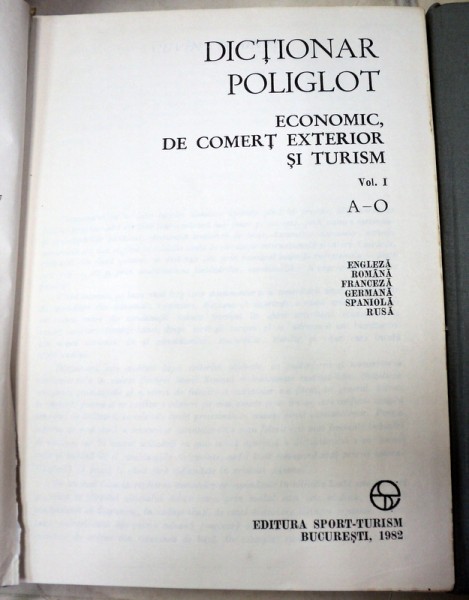 DICȚIONAR
POLIGLOT
ECONOMIC,
DE COMERȚ EXTERIOR
ȘI TURISM
Vol. I
A–O
ENGLEZĂ
ROMÂNĂ
FRANCEZĂ
GERMANĂ
SPANIOLĂ
RUSĂ
EDITURA SPORT-TURISM
BUCUREȘTI, 1982